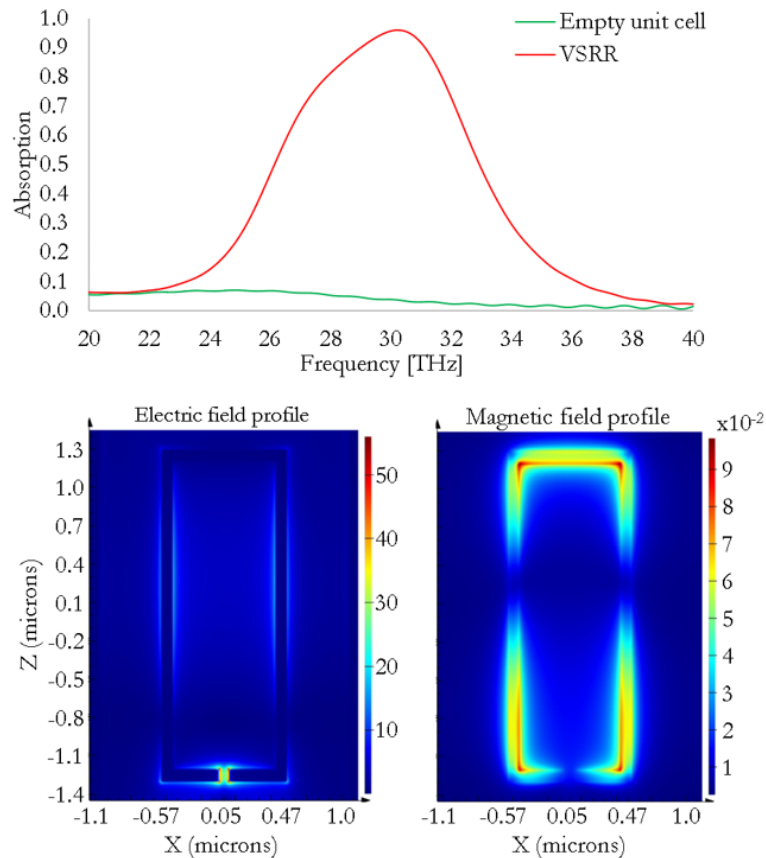 1.0
0.9
0.8
0.7
0.6
0.5
0.4
0.3
0.2
0.1
0.0
Absorption
Empty unit cell
VSRR
20 22 24 26 28 30 32 34 36 38 40
Frequency [THz]
Electric field profile
1.3
1.0
0.7
0.4
0.1
-0.2
-0.5
-0.8
-1.1
-1.4
Z (microns)
-1.1 -0.57 0.05 0.47 1.0
X (microns)
50
40
30
20
10
Magnetic field profile
x10-2
9
8
7
6
5
4
3
2
1
-1.1 -0.57 0.05 0.47 1.0
X (microns)